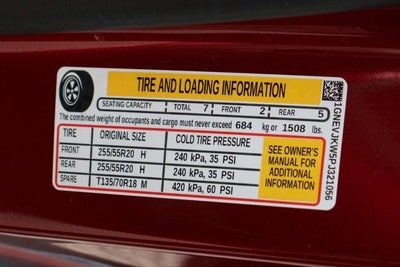 TIRE AND LOADING INFORMATION
SEATING CAPACITY TOTAL 7 FRONT 2 REAR 5
The combined weight of occupants and cargo must never exceed 684 kg or 1508 lbs.
TIRE ORIGINAL SIZE COLD TIRE PRESSURE
FRONT 255/55R20 H 240 kPa, 35 PSI
REAR 255/55R20 H 240 kPa, 35 PSI
SPARE T135/70R18 M 420 kPa, 60 PSI
SEE OWNER'S
MANUAL FOR
ADDITIONAL
INFORMATION
1GNEVJKW5PJ321056